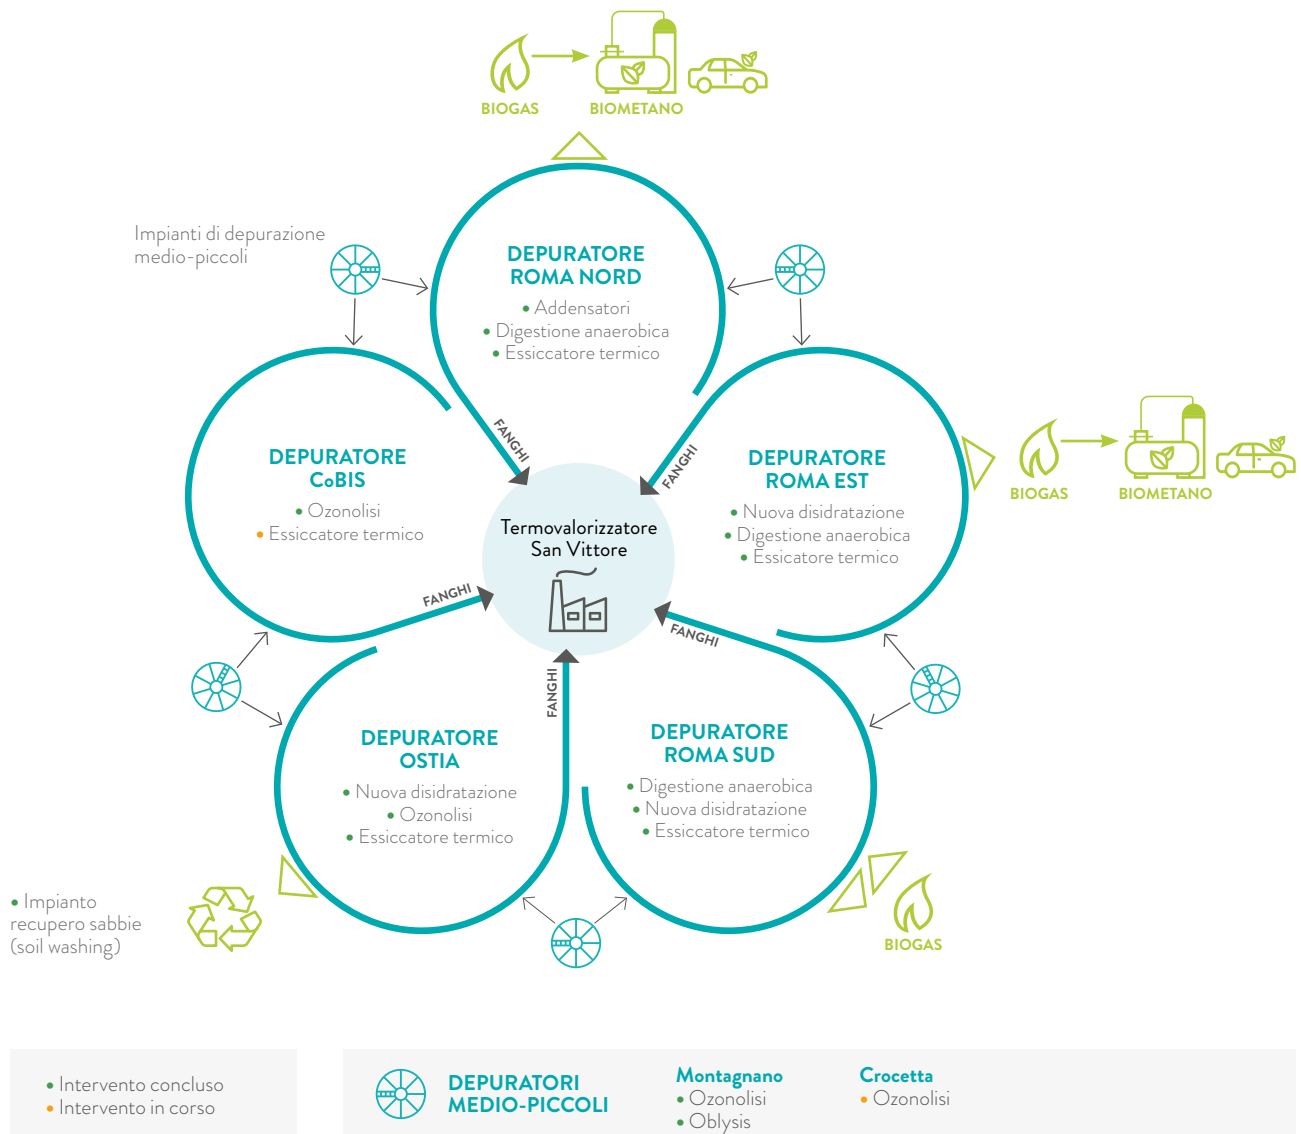 BIOGAS
BIOMETANO
Impianti di depurazione
medio-piccoli
DEPURATORE
ROMA NORD
• Addensatori
• Digestione anaerobica
• Essiccatore termico
FANGHI
FANGHI
DEPURATORE
CoBIS
• Ozonolisi
• Essiccatore termico
DEPURATORE
ROMA EST
• Nuova disidratazione
• Digestione anaerobica
• Essicatore termico
BIOGAS
BIOMETANO
Termovalorizzatore
San Vittore
FANGHI
FANGHI
FANGHI
DEPURATORE
OSTIA
• Nuova disidratazione
• Ozonolisi
• Essiccatore termico
DEPURATORE
ROMA SUD
• Digestione anaerobica
• Nuova disidratazione
• Essiccatore termico
• Impianto
recupero sabbie
(soil washing)
BIOGAS
• Intervento concluso
• Intervento in corso
DEPURATORI
MEDIO-PICCOLI
Montagnano
• Ozonolisi
• Oblysis
Crocetta
• Ozonolisi